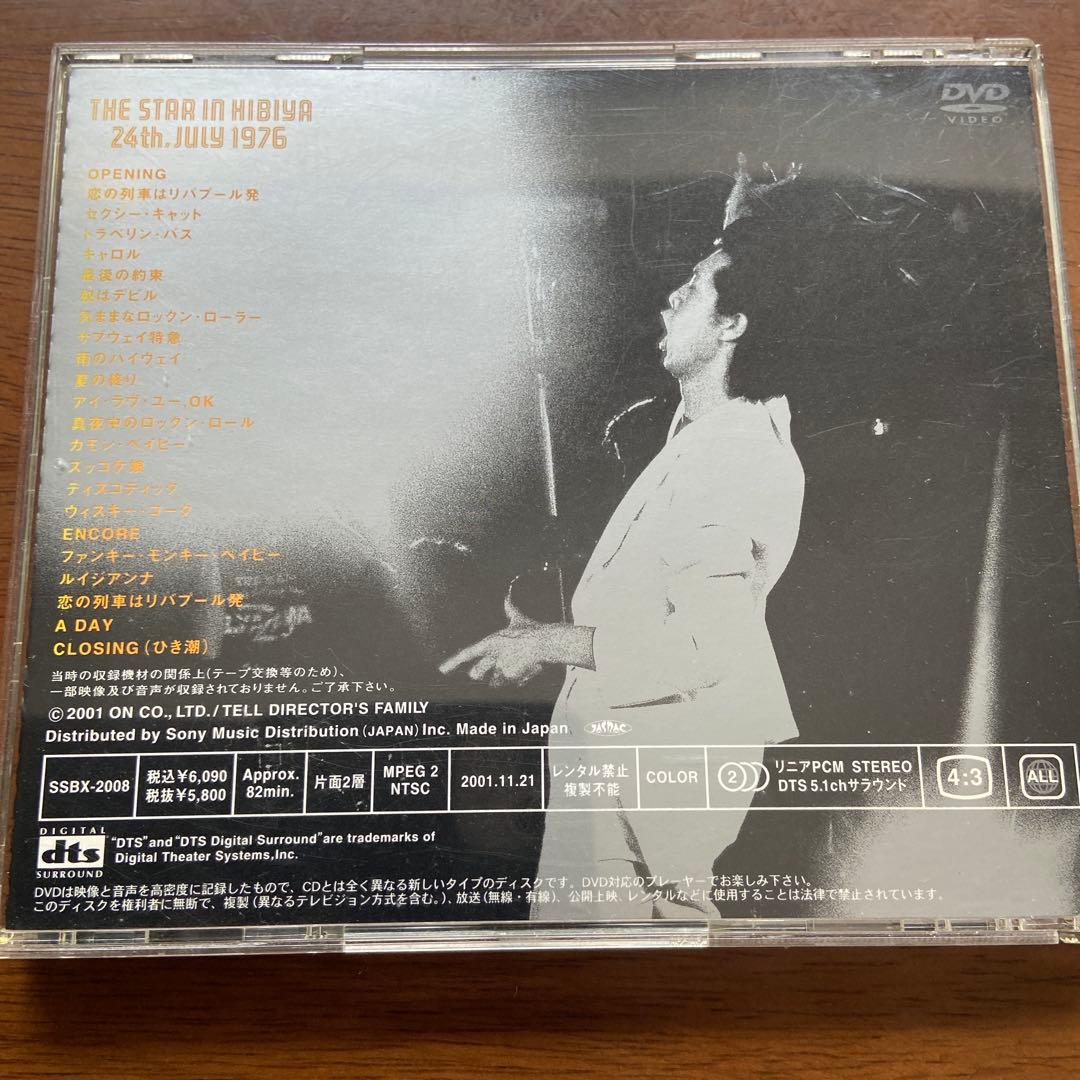 THE STAR IN HIBIYA
24th. JULY 1976
DVD
VIDEO
OPENING
恋の列車はリバプール発
セクシー・キャット
トラベリン・バス
キャロル
最後の約束
奴はデビル
気ままなロックン・ローラー
サブウェイ特急
雨のハイウェイ
夏の終り
アイ・ラヴ・ユー,OK
真夜中のロックン・ロール
カモン・ベイビー
スッコケ娘
ディスコティック
ウィスキー・コーク
ENCORE
ファンキー・モンキー・ベイビー
ルイジアンナ
恋の列車はリバプール発
A DAY
CLOSING(ひき潮)
当時の収録機材の関係上(テープ交換等のため)、
一部映像及び音声が収録されておりません。ご了承下さい。
©2001 ON CO., LTD. / TELL DIRECTOR'S FAMILY
Distributed by Sony Music Distribution (JAPAN) Inc. Made in Japan JASRAC
SSBX-2008
税込¥6,090
税抜¥5,800
Approx.
82min.
片面2層
MPEG 2
NTSC
2001.11.21
レンタル禁止
複製不能
COLOR
2
リニアPCM STEREO
DTS 5.1chサラウンド
4:3
ALL
DIGITAL
dts
SURROUND
"DTS" and "DTS Digital Surround" are trademarks of
Digital Theater Systems, Inc.
DVDは映像と音声を高密度に記録したもので、CDとは全く異なる新しいタイプのディスクです。DVD対応のプレーヤーでお楽しみ下さい。
このディスクを権利者に無断で、複製(異なるテレビジョン方式を含む。)、放送(無線・有線)、公開上映、レンタルなどに使用することは法律で禁止されています。